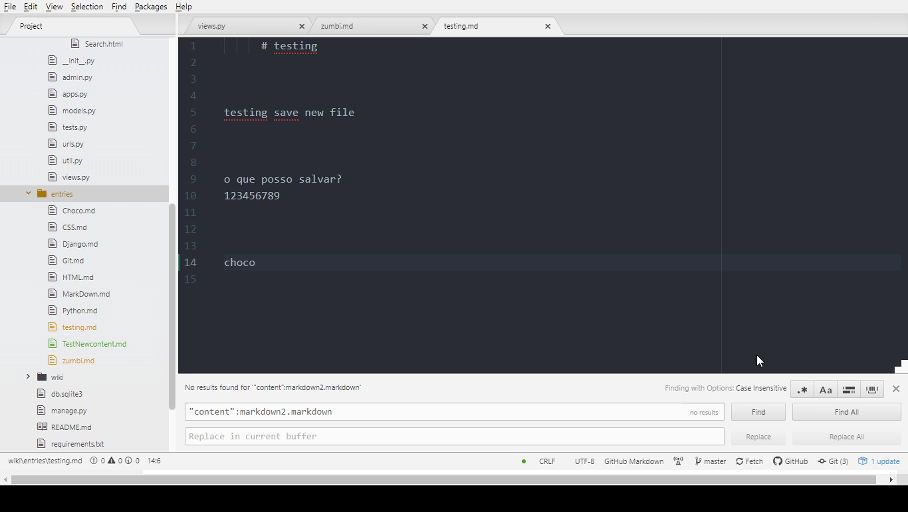 File Edit View Selection Find Packages Help
Project
views.py
zumbi.md
testing.md
Search.html
__init__.py
admin.py
apps.py
models.py
tests.py
urls.py
util.py
views.py
entries
Choco.md
CSS.md
Django.md
Git.md
HTML.md
MarkDown.md
Python.md
testing.md
TestNewcontent.md
zumbi.md
wiki
db.sqlite3
manage.py
README.md
requirements.txt
1 # testing
2
3
4
5 testing save new file
6
7
8
9 o que posso salvar?
10 123456789
11
12
13
14 choco
15
No results found for '"content":markdown2.markdown'
Finding with Options: Case Insensitive
.* Aa
"content":markdown2.markdown no results Find Find All
Replace in current buffer Replace Replace All
wiki\entries\testing.md 0 0 0 14:6 CRLF UTF-8 GitHub Markdown master Fetch GitHub Git (3) 1 update